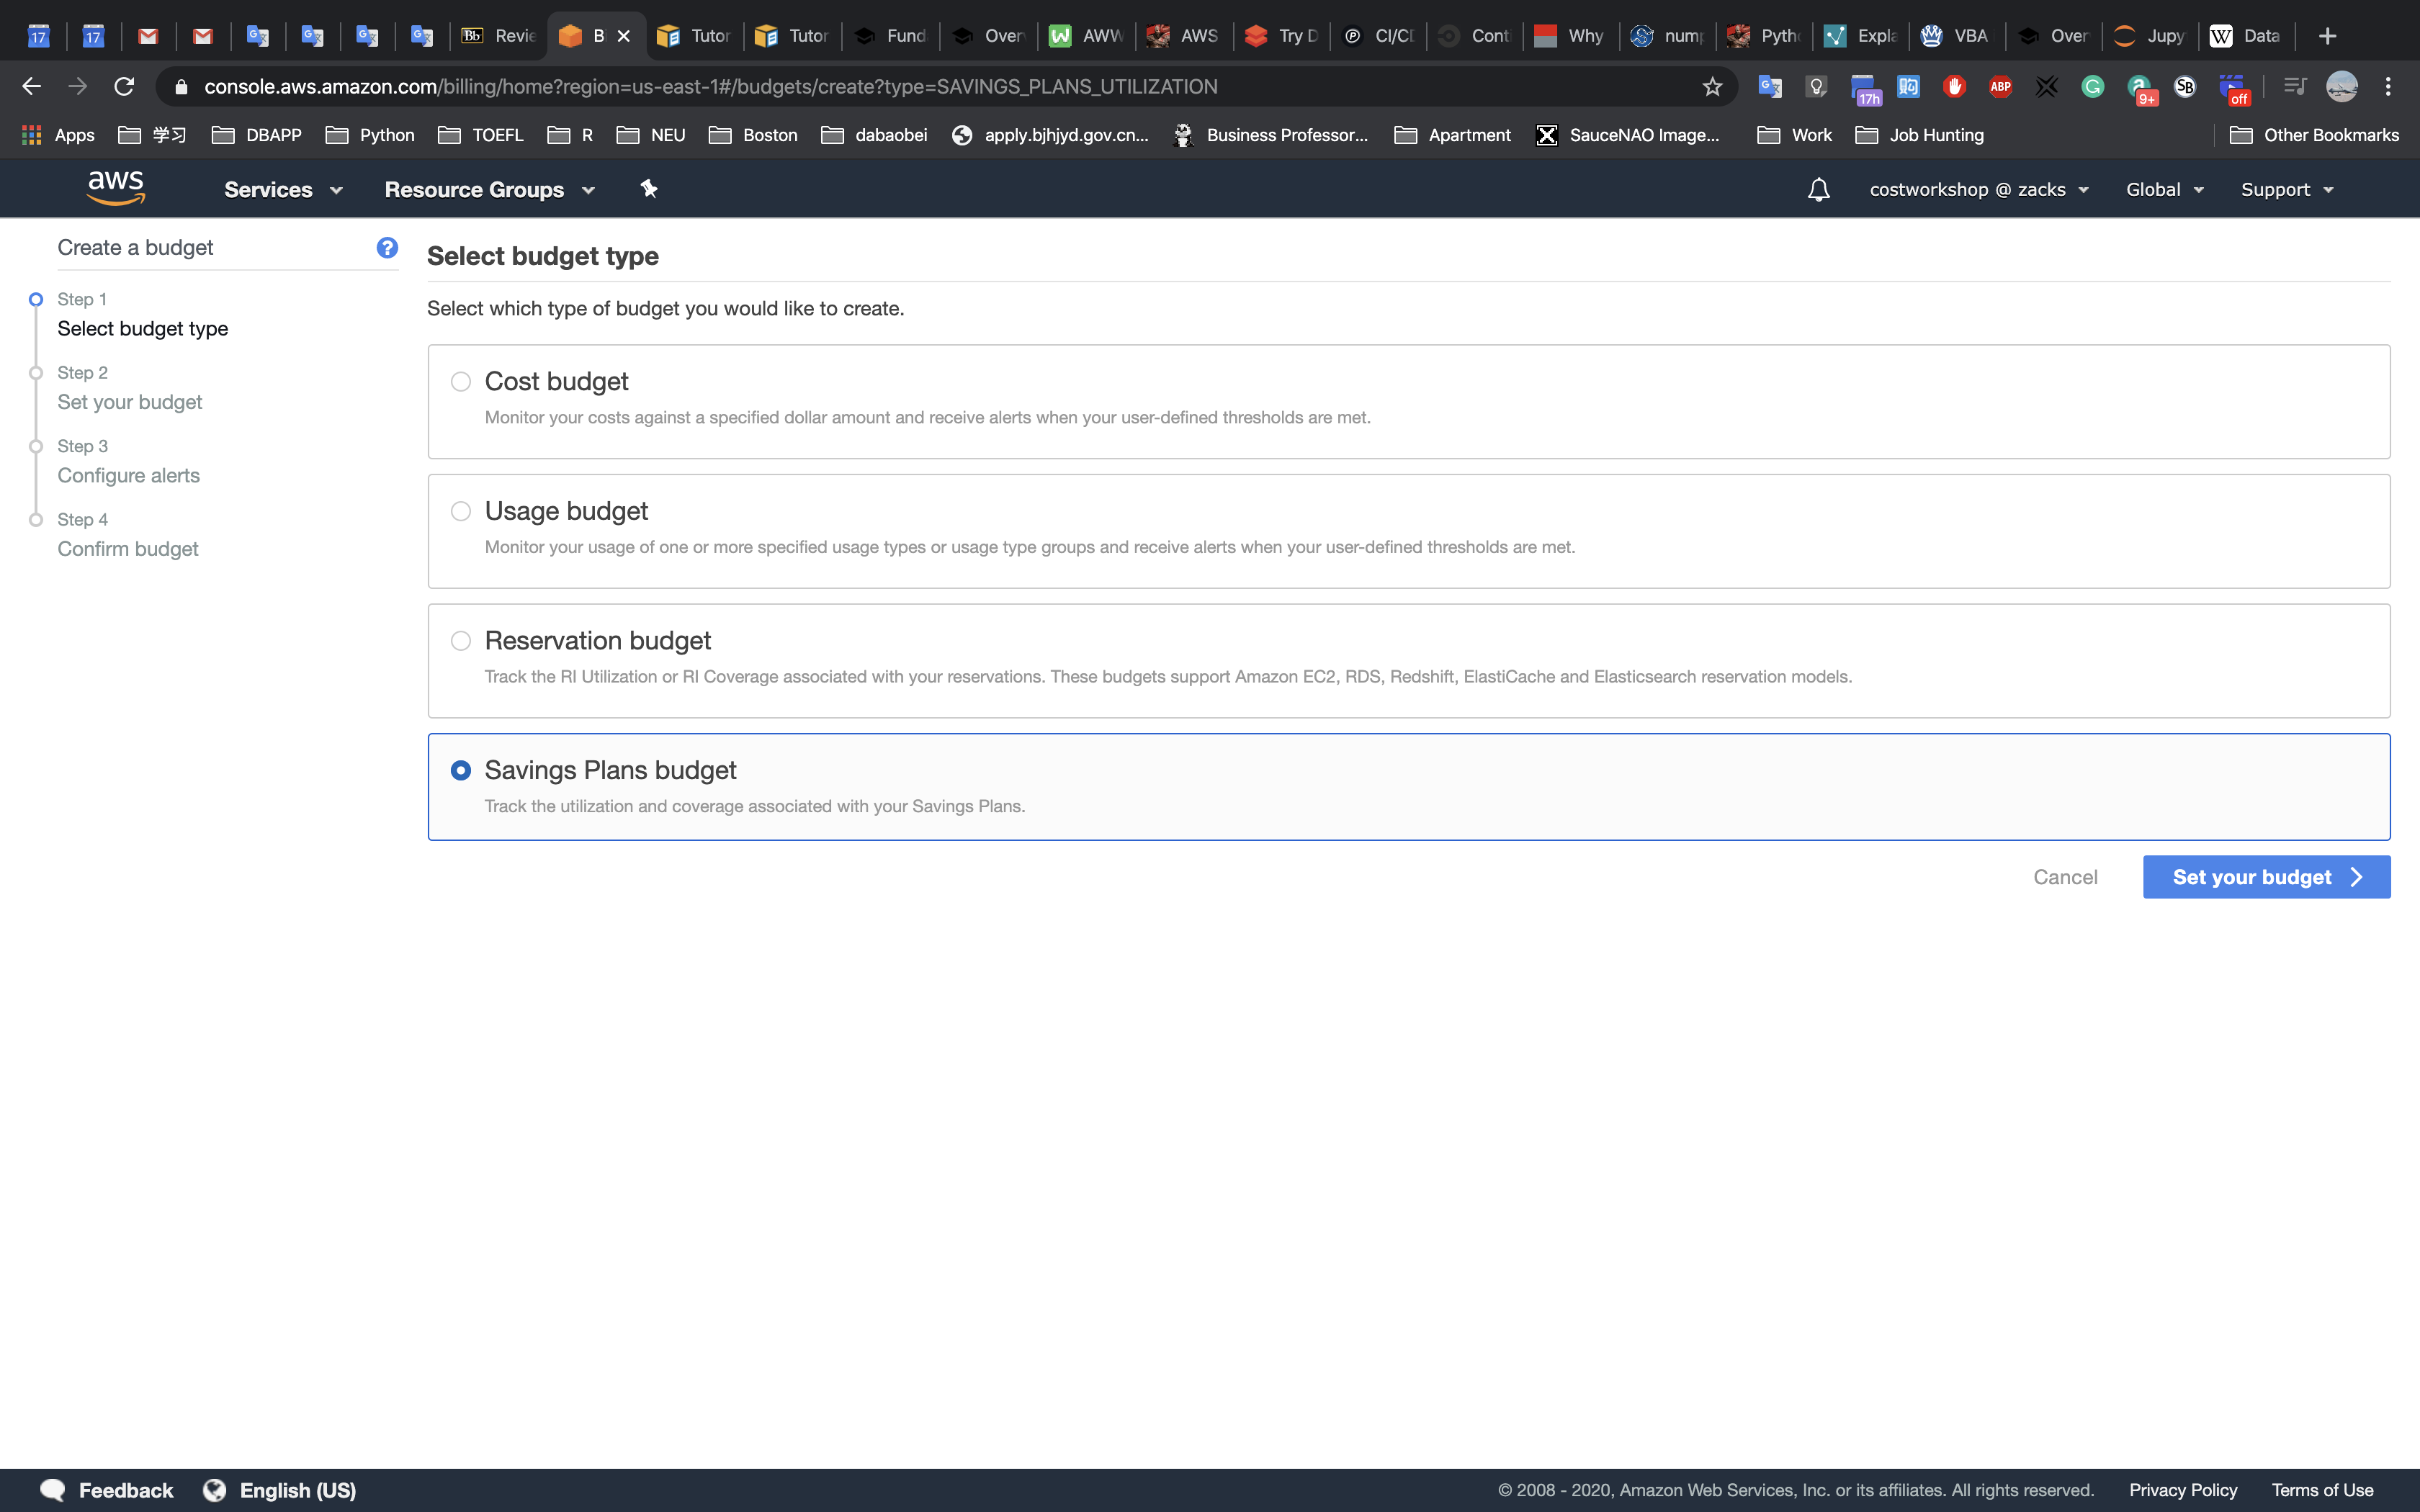 17
17
Bb Revie
B
Tutor
Tutor
Fund
Over
AWW
AWS
Try D
CI/CD
Cont
Why
nump
Pytho
Expla
VBA
Over
Jupy
W Data
console.aws.amazon.com/billing/home?region=us-east-1#/budgets/create?type=SAVINGS_PLANS_UTILIZATION
17h
ABP
9+
SB
off
Apps
学习
DBAPP
Python
TOEFL
R
NEU
Boston
dabaobei
apply.bjhjyd.gov.cn...
Business Professor...
Apartment
SauceNAO Image...
Work
Job Hunting
Other Bookmarks
aws
Services
Resource Groups
costworkshop @ zacks
Global
Support
Create a budget
?
Step 1
Select budget type
Step 2
Set your budget
Step 3
Configure alerts
Step 4
Confirm budget
Select budget type
Select which type of budget you would like to create.
Cost budget
Monitor your costs against a specified dollar amount and receive alerts when your user-defined thresholds are met.
Usage budget
Monitor your usage of one or more specified usage types or usage type groups and receive alerts when your user-defined thresholds are met.
Reservation budget
Track the RI Utilization or RI Coverage associated with your reservations. These budgets support Amazon EC2, RDS, Redshift, ElastiCache and Elasticsearch reservation models.
Savings Plans budget
Track the utilization and coverage associated with your Savings Plans.
Cancel
Set your budget
Feedback
English (US)
© 2008 - 2020, Amazon Web Services, Inc. or its affiliates. All rights reserved.
Privacy Policy
Terms of Use